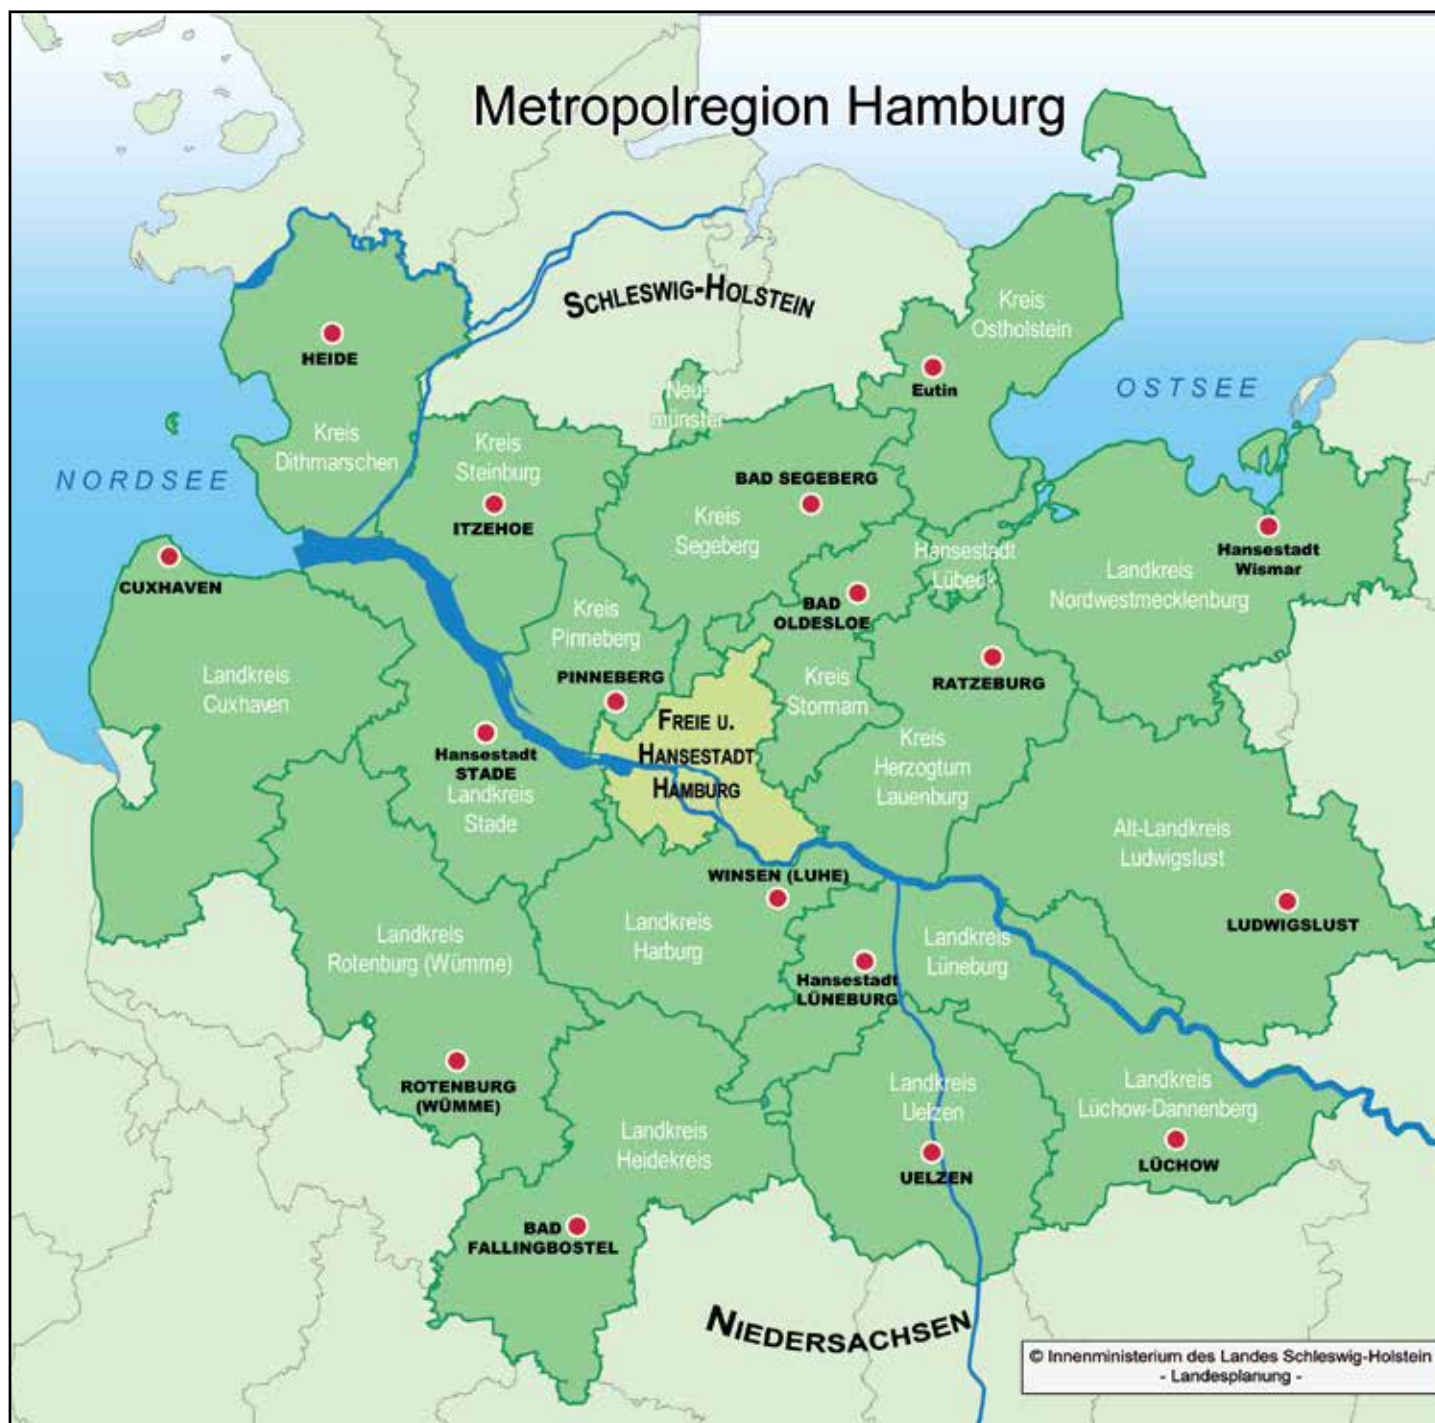 Metropolregion Hamburg
SCHLESWIG-HOLSTEIN
Kreis
Ostholstein
HEIDE
Eutin
OSTSEE
Neu-
münster
Kreis
Dithmarschen
Kreis
Steinburg
NORDSEE
BAD SEGEBERG
ITZEHOE
Kreis
Segeberg
Hansestadt
Wismar
CUXHAVEN
Hansestadt
Lübeck
Landkreis
Nordwestmecklenburg
BAD
OLDESLOE
Kreis
Pinneberg
Landkreis
Cuxhaven
PINNEBERG
Kreis
Stormarn
RATZEBURG
FREIE U.
HANSESTADT
HAMBURG
Hansestadt
STADE
Landkreis
Stade
Kreis
Herzogtum
Lauenburg
Alt-Landkreis
Ludwigslust
WINSEN (LUHE)
LUDWIGSLUST
Landkreis
Rotenburg (Wümme)
Landkreis
Harburg
Landkreis
Lüneburg
Hansestadt
LÜNEBURG
ROTENBURG
(WÜMME)
Landkreis
Uelzen
Landkreis
Lüchow-Dannenberg
Landkreis
Heidekreis
LÜCHOW
UELZEN
BAD
FALLINGBOSTEL
NIEDERSACHSEN
© Innenministerium des Landes Schleswig-Holstein
- Landesplanung -